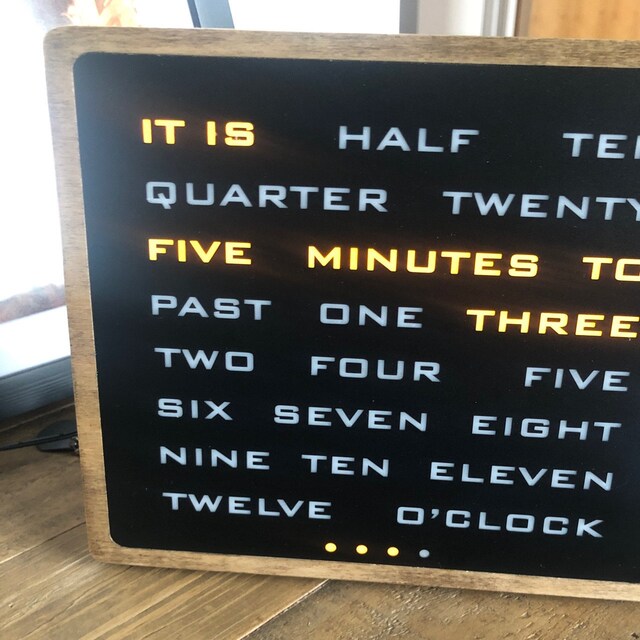 IT IS HALF TE
QUARTER TWENTY
FIVE MINUTES TO
PAST ONE THREE
TWO FOUR FIVE
SIX SEVEN EIGHT
NINE TEN ELEVEN
TWELVE O'CLOCK